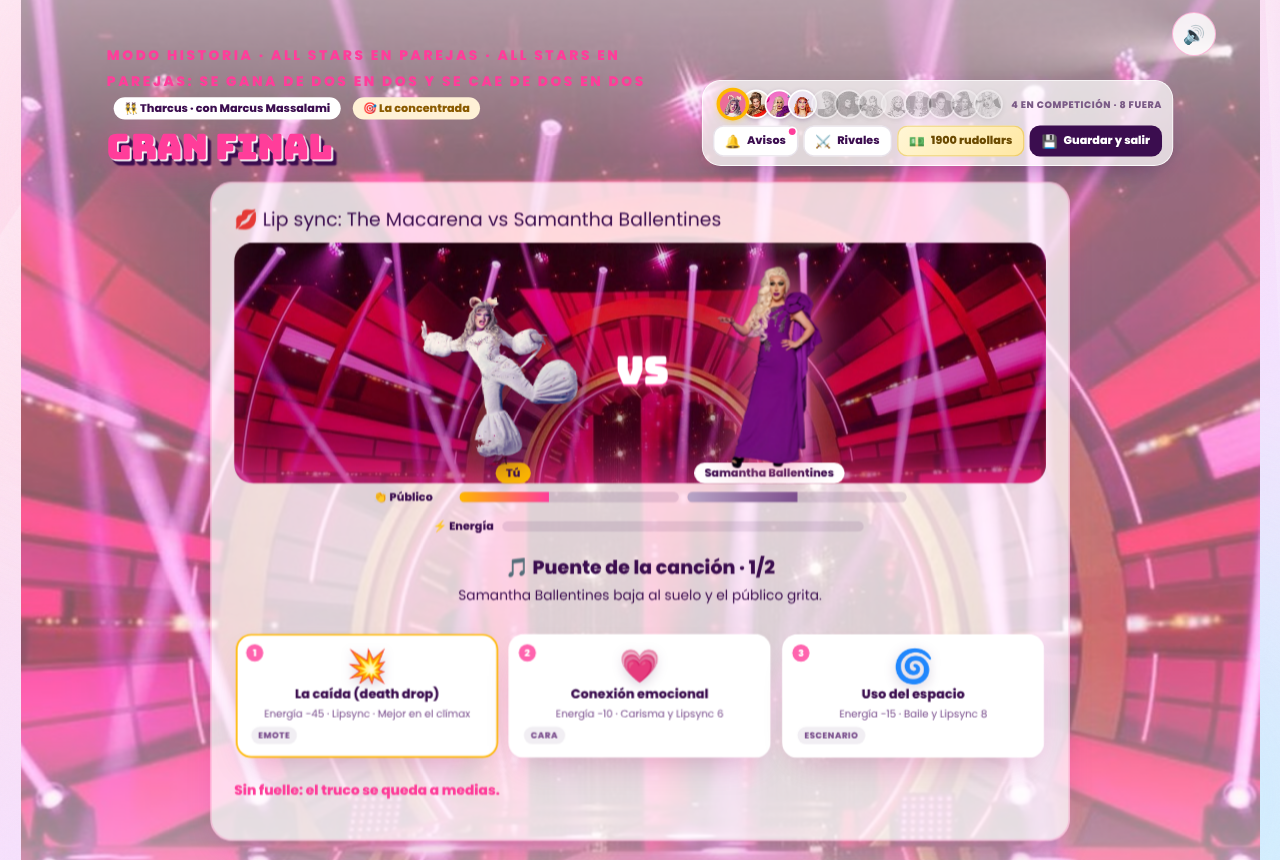 MODO HISTORIA · ALL STARS EN PAREJAS · ALL STARS EN
PAREJAS: SE GANA DE DOS EN DOS Y SE CAE DE DOS EN DOS
Tharcus · con Marcus Massalami
La concentrada
GRAN FINAL
4 EN COMPETICIÓN · 8 FUERA
Avisos
Rivales
1900 rudollars
Guardar y salir
Lip sync: The Macarena vs Samantha Ballentines
VS
Tú
Samantha Ballentines
Público
Energía
Puente de la canción · 1/2
Samantha Ballentines baja al suelo y el público grita.
1
La caída (death drop)
Energía -45 · Lipsync · Mejor en el clímax
EMOTE
2
Conexión emocional
Energía -10 · Carisma y Lipsync 6
CARA
3
Uso del espacio
Energía -15 · Baile y Lipsync 8
ESCENARIO
Sin fuelle: el truco se queda a medias.